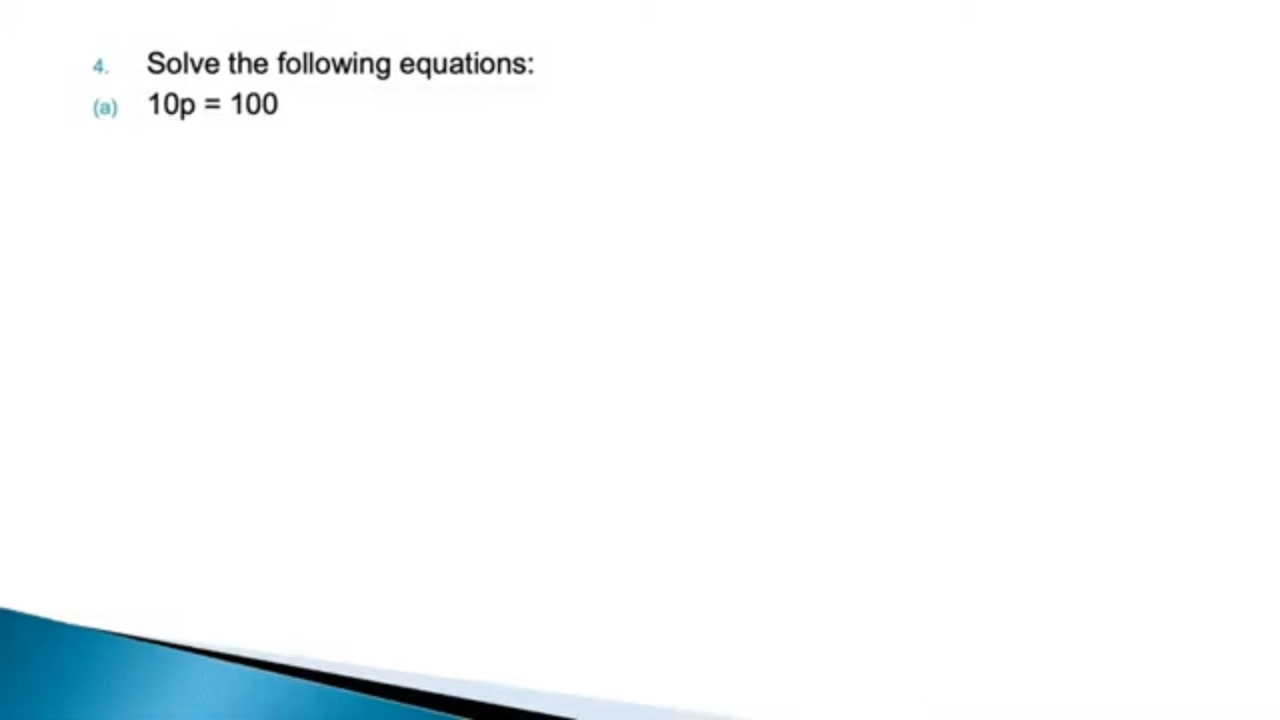 4. Solve the following equations:
(a) 10p = 100